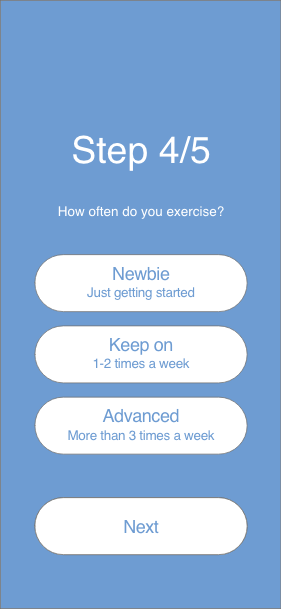 Step 4/5
How often do you exercise?
Newbie
Just getting started
Keep on
1-2 times a week
Advanced
More than 3 times a week
Next